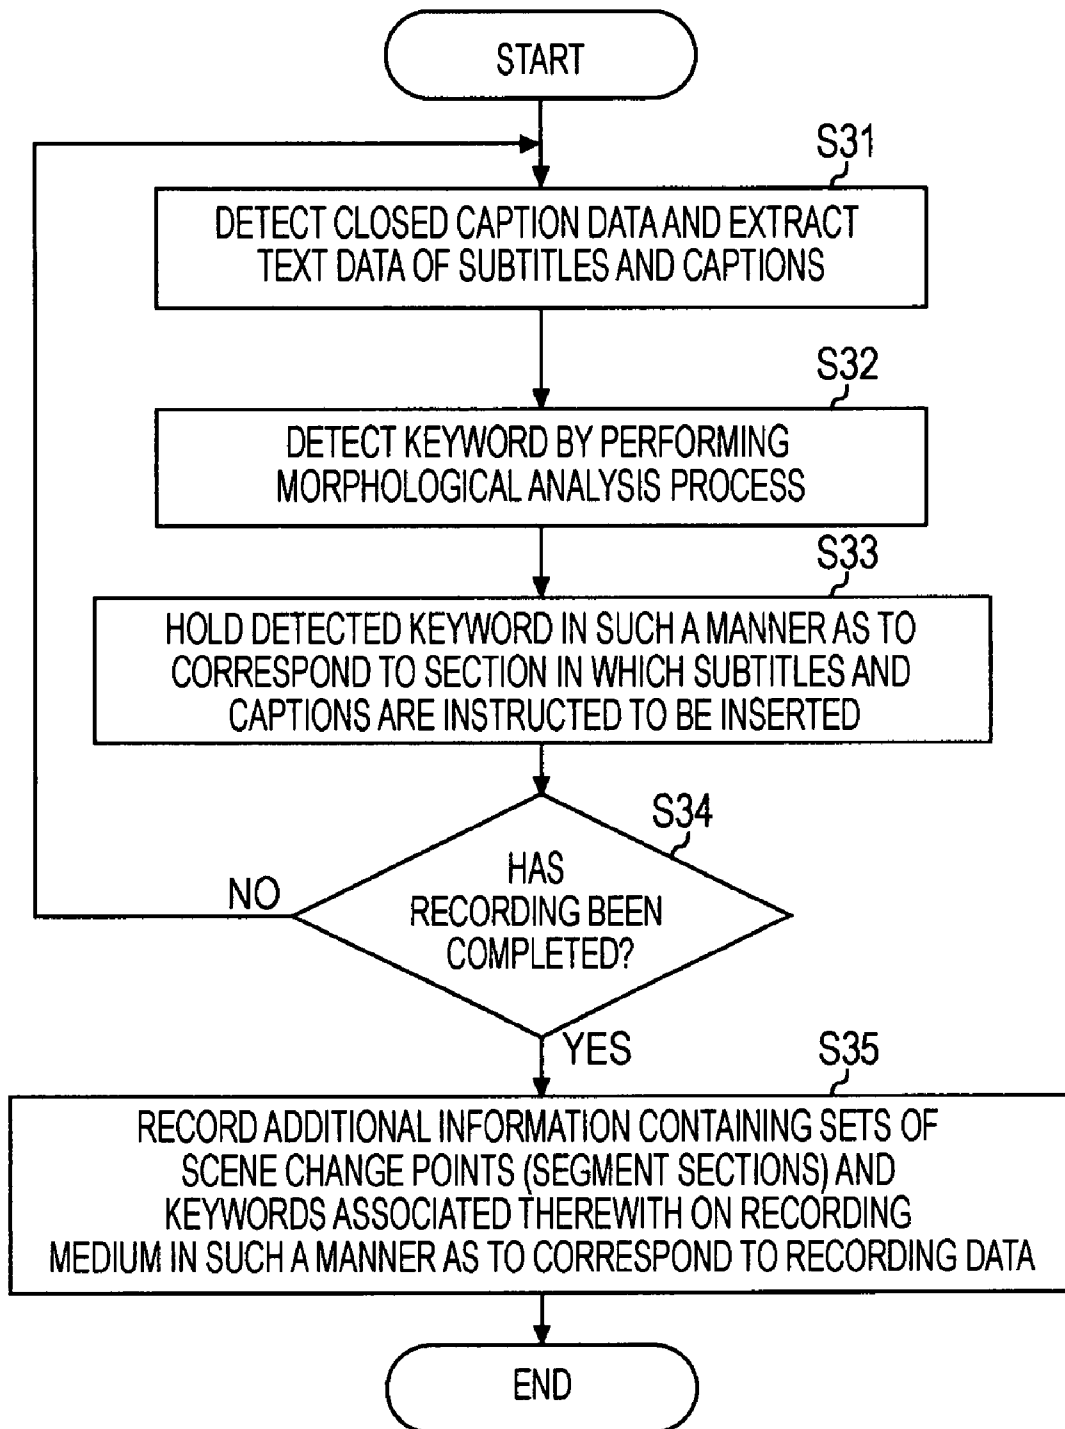 START
S31
DETECT CLOSED CAPTION DATA AND EXTRACT
TEXT DATA OF SUBTITLES AND CAPTIONS
S32
DETECT KEYWORD BY PERFORMING
MORPHOLOGICAL ANALYSIS PROCESS
S33
HOLD DETECTED KEYWORD IN SUCH A MANNER AS TO
CORRESPOND TO SECTION IN WHICH SUBTITLES AND
CAPTIONS ARE INSTRUCTED TO BE INSERTED
S34
HAS
RECORDING BEEN
COMPLETED?
NO
YES
S35
RECORD ADDITIONAL INFORMATION CONTAINING SETS OF
SCENE CHANGE POINTS (SEGMENT SECTIONS) AND
KEYWORDS ASSOCIATED THEREWITH ON RECORDING
MEDIUM IN SUCH A MANNER AS TO CORRESPOND TO RECORDING DATA
END